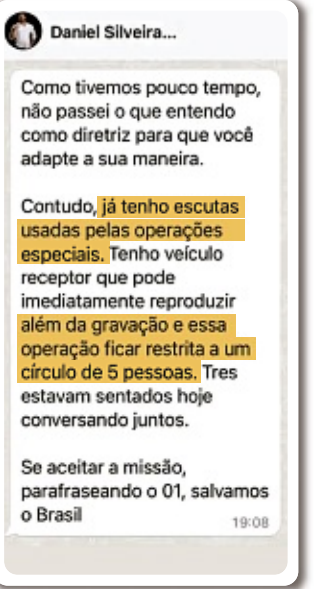 Daniel Silveira...
Como tivemos pouco tempo,
não passei o que entendo
como diretriz para que você
adapte a sua maneira.
Contudo, já tenho escutas
usadas pelas operações
especiais. Tenho veículo
receptor que pode
imediatamente reproduzir
além da gravação e essa
operação ficar restrita a um
círculo de 5 pessoas. Tres
estavam sentados hoje
conversando juntos.
Se aceitar a missão,
parafraseando o 01, salvamos
o Brasil
19:08